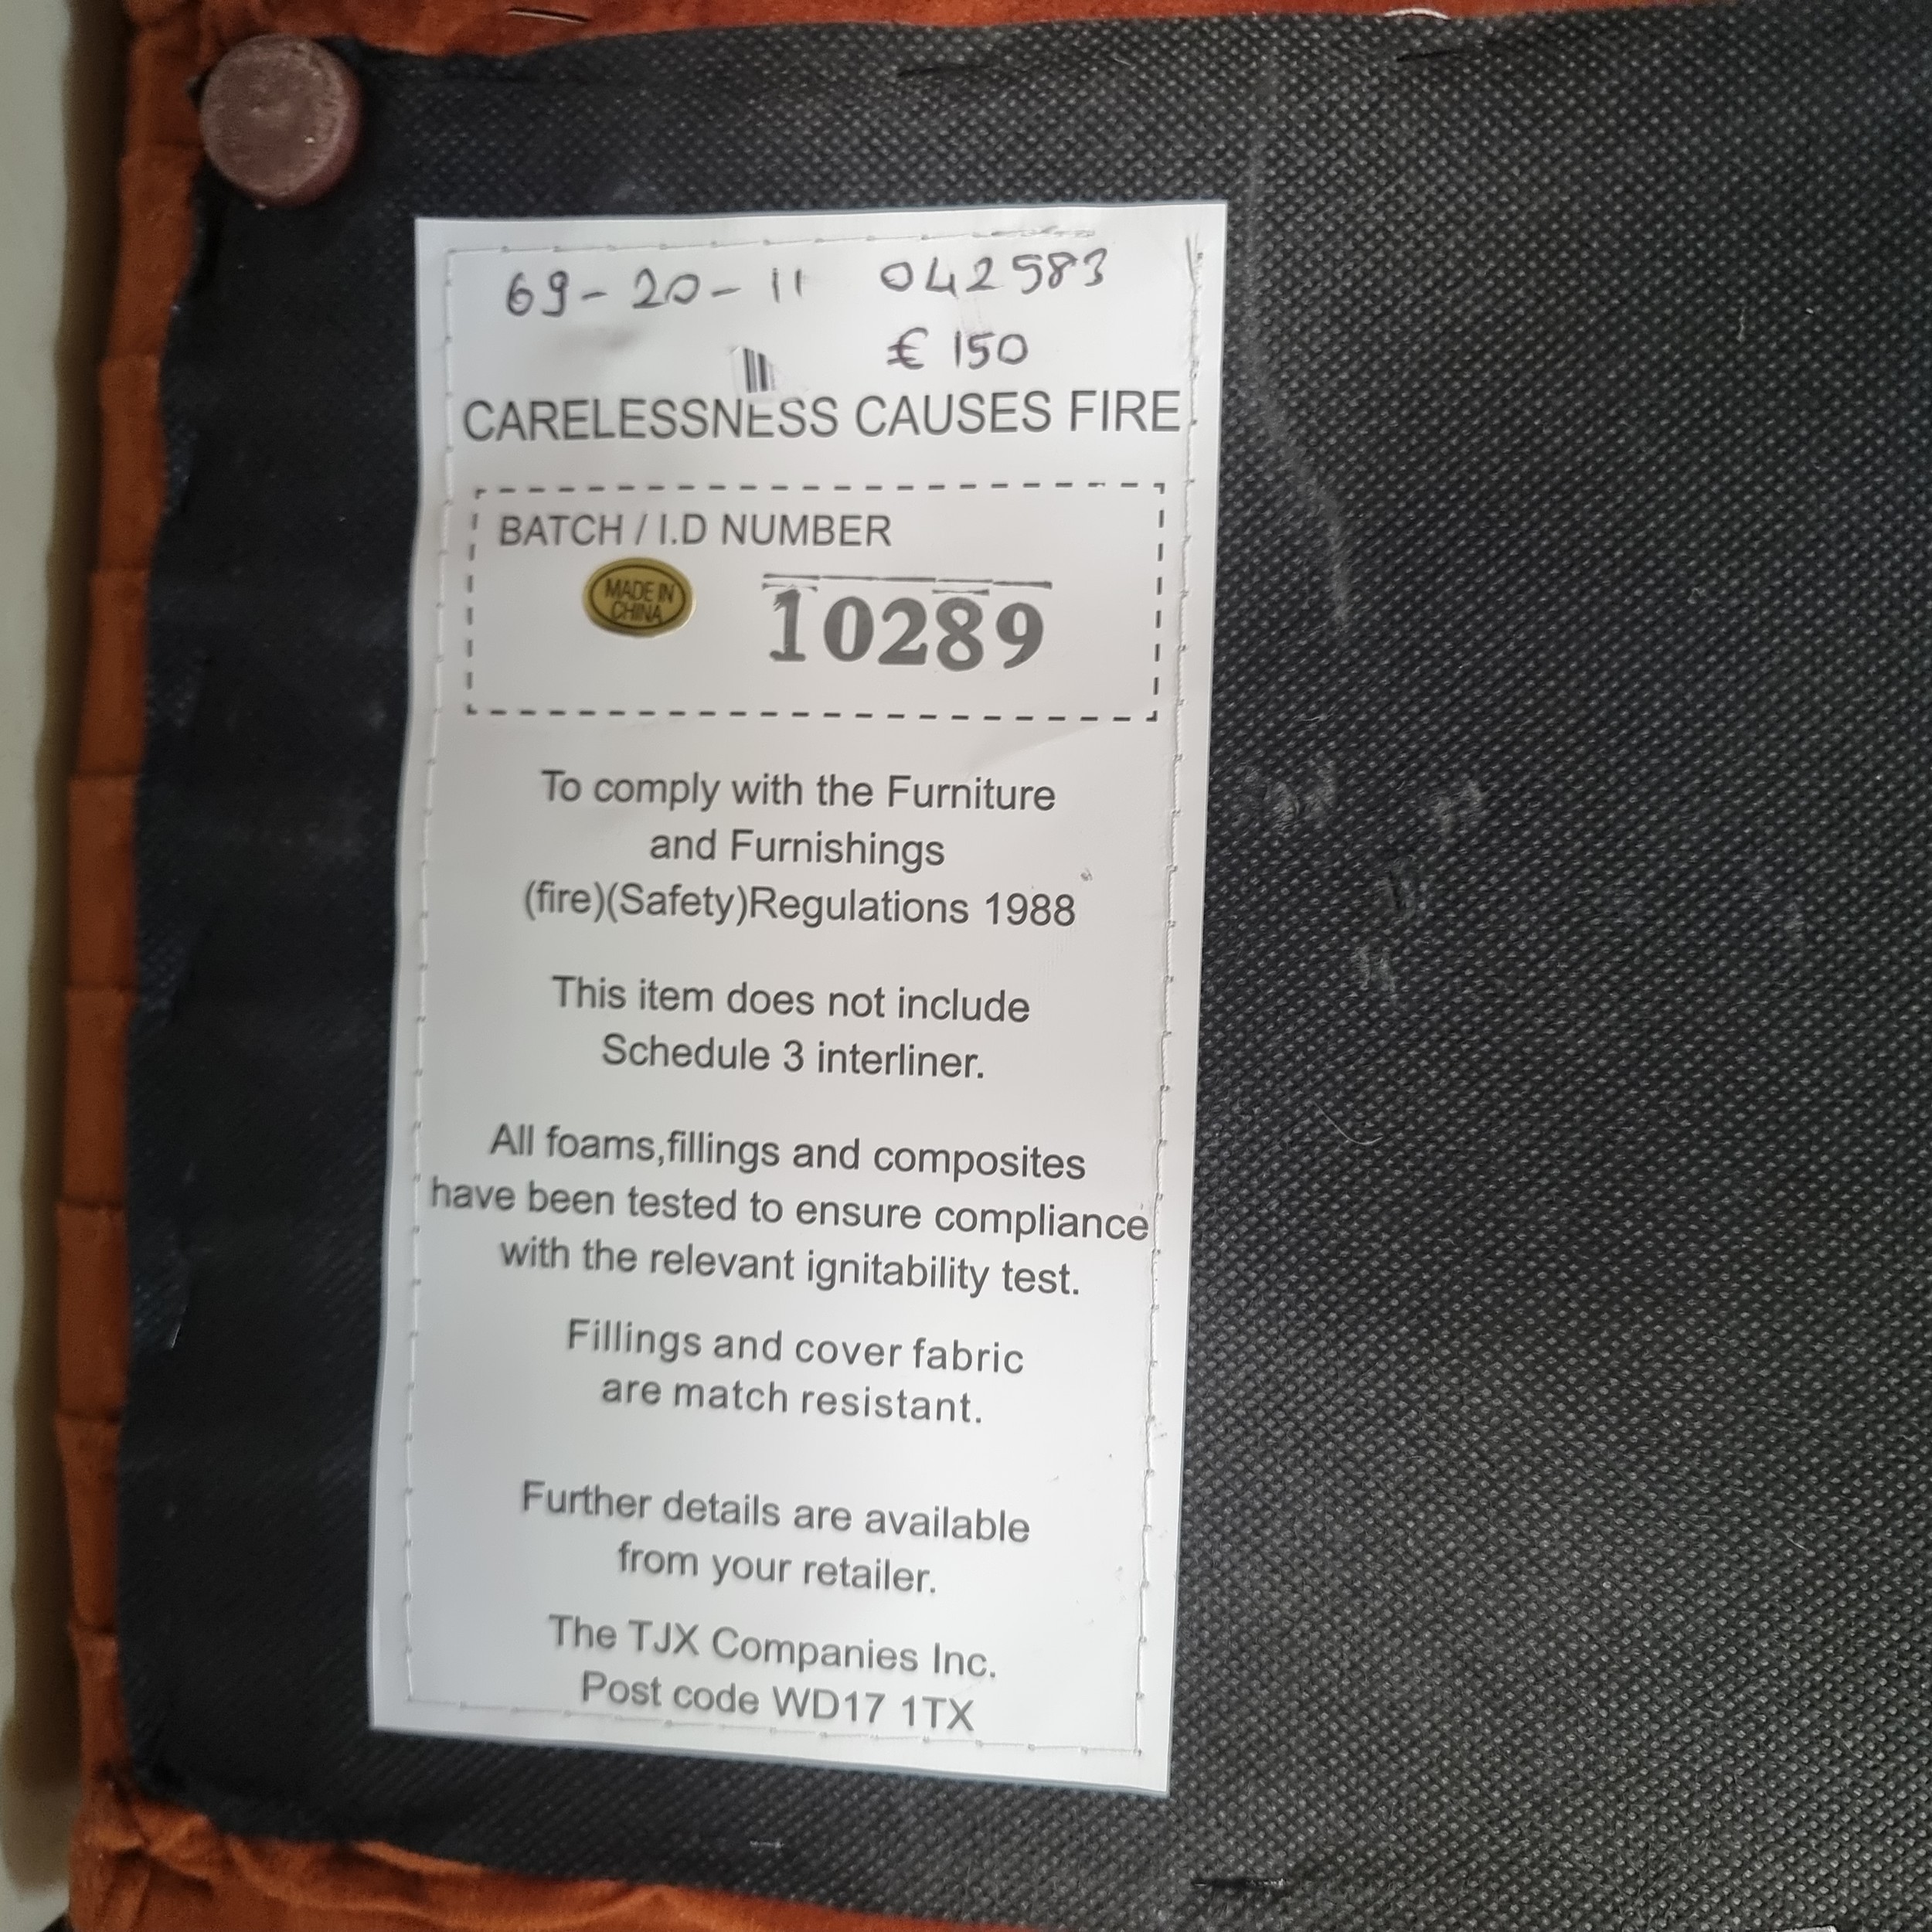 69-20-11 042583
€150
CARELESSNESS CAUSES FIRE
BATCH / I.D NUMBER
MADE IN
CHINA
10289
To comply with the Furniture
and Furnishings
(fire)(Safety)Regulations 1988
This item does not include
Schedule 3 interliner.
All foams,fillings and composites
have been tested to ensure compliance
with the relevant ignitability test.
Fillings and cover fabric
are match resistant.
Further details are available
from your retailer.
The TJX Companies Inc.
Post code WD17 1TX